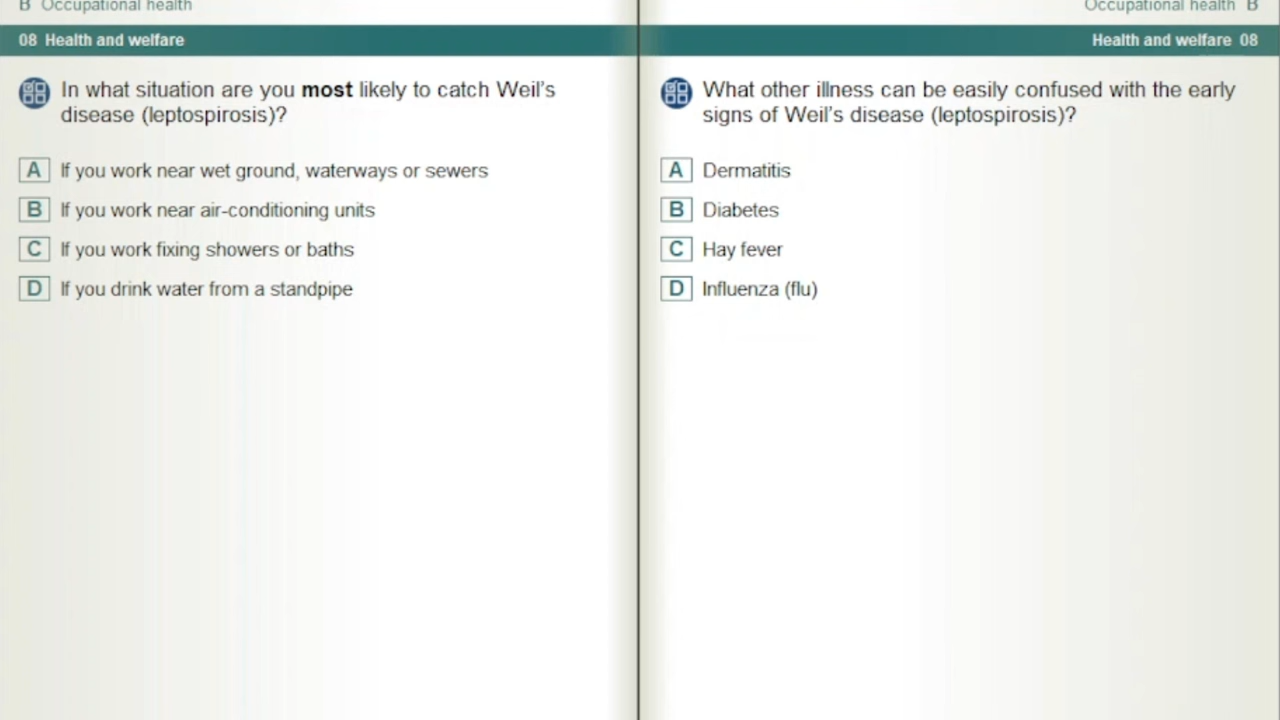 B Occupational health
08 Health and welfare
In what situation are you most likely to catch Weil's
disease (leptospirosis)?
A If you work near wet ground, waterways or sewers
B If you work near air-conditioning units
C If you work fixing showers or baths
D If you drink water from a standpipe
Occupational health B
Health and welfare 08
What other illness can be easily confused with the early
signs of Weil's disease (leptospirosis)?
A Dermatitis
B Diabetes
C Hay fever
D Influenza (flu)